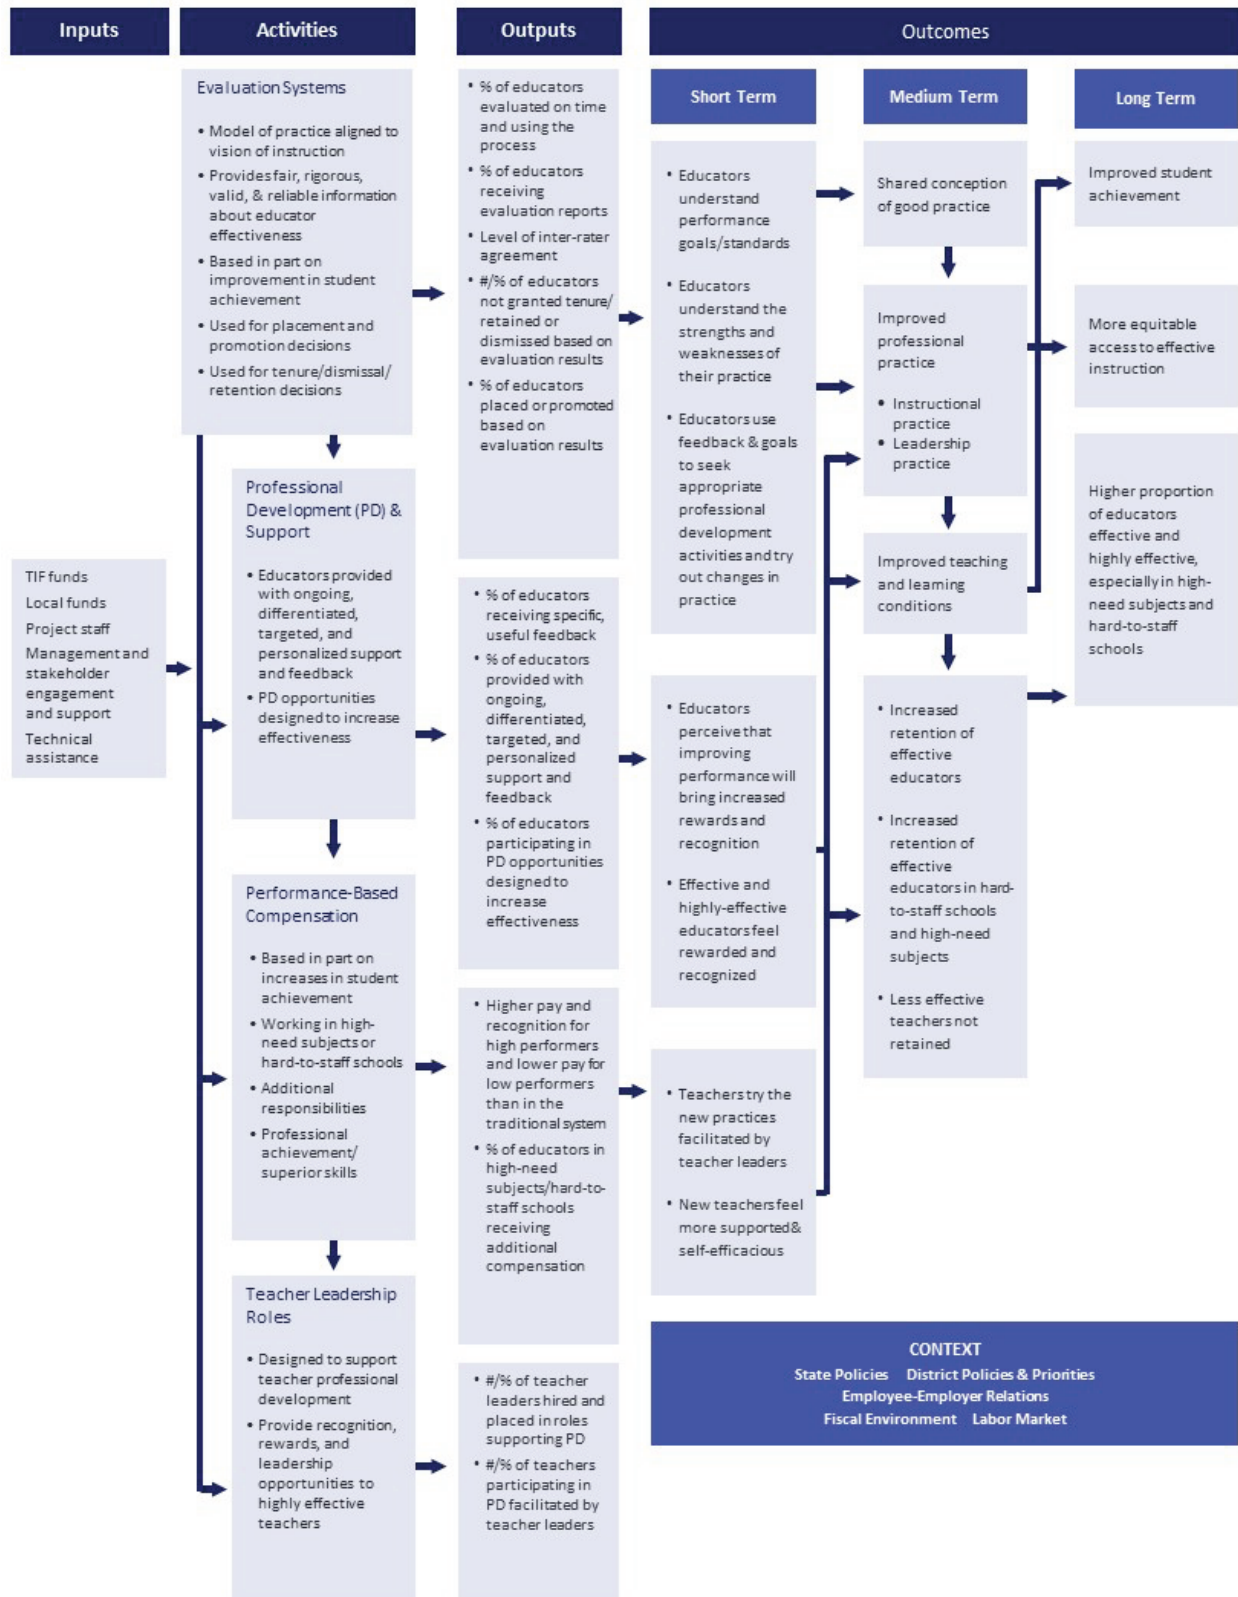 Inputs
Activities
Outputs
Outcomes
Short Term
Medium Term
Long Term
TIF funds
Local funds
Project staff
Management and
stakeholder
engagement
and support
Technical
assistance
Evaluation Systems
• Model of practice aligned to
vision of instruction
• Provides fair, rigorous,
valid, & reliable information
about educator
effectiveness
• Based in part on
improvement in student
achievement
• Used for placement and
promotion decisions
• Used for tenure/dismissal/
retention decisions
Professional
Development (PD) &
Support
• Educators provided
with ongoing,
differentiated,
targeted, and
personalized support
and feedback
• PD opportunities
designed to increase
effectiveness
Performance-Based
Compensation
• Based in part on
increases in student
achievement
• Working in high-
need subjects or
hard-to-staff schools
• Additional
responsibilities
• Professional
achievement/
superior skills
Teacher Leadership
Roles
• Designed to support
teacher professional
development
• Provide recognition,
rewards, and
leadership
opportunities to
highly effective
teachers
• % of educators
evaluated on time
and using the
process
• % of educators
receiving
evaluation reports
• Level of inter-rater
agreement
• #/% of educators
not granted tenure/
retained or
dismissed based on
evaluation results
• % of educators
placed or promoted
based on
evaluation results
• % of educators
receiving specific,
useful feedback
• % of educators
provided with
ongoing,
differentiated,
targeted, and
personalized
support and
feedback
• % of educators
participating in
PD opportunities
designed to
increase
effectiveness
• Higher pay and
recognition for
high performers
and lower pay for
low performers
than in the
traditional system
• % of educators in
high-need
subjects/hard-to-
staff schools
receiving
additional
compensation
• #/% of teacher
leaders hired and
placed in roles
supporting PD
• #/% of teachers
participating in
PD facilitated by
teacher leaders
• Educators
understand
performance
goals/standards
• Educators
understand the
strengths and
weaknesses of
their practice
• Educators use
feedback & goals
to seek
appropriate
professional
development
activities and try
out changes in
practice
• Educators
perceive that
improving
performance will
bring increased
rewards and
recognition
• Effective and
highly-effective
educators feel
rewarded and
recognized
• Teachers try the
new practices
facilitated by
teacher leaders
• New teachers feel
more supported&
self-efficacious
Shared conception
of good practice
Improved
professional
practice
• Instructional
practice
• Leadership
practice
Improved teaching
and learning
conditions
• Increased
retention of
effective
educators
• Increased
retention of
effective
educators in hard-
to-staff schools
and high-need
subjects
• Less effective
teachers not
retained
Improved student
achievement
More equitable
access to effective
instruction
Higher proportion
of educators
effective and
highly effective,
especially in high-
need subjects and
hard-to-staff
schools
CONTEXT
State Policies District Policies & Priorities
Employee-Employer Relations
Fiscal Environment Labor Market